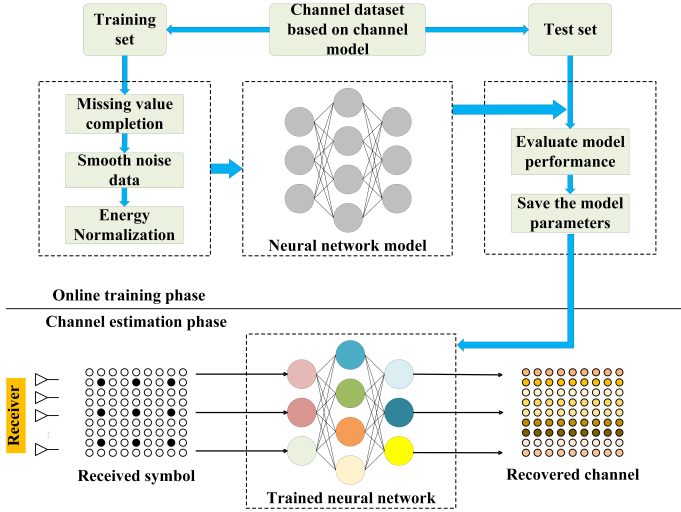 Training
set
Channel dataset
based on channel
model
Test set
Missing value
completion
Smooth noise
data
Energy
Normalization
Neural network model
Evaluate model
performance
Save the model
parameters
Online training phase
Channel estimation phase
Receiver
Received symbol
Trained neural network
Recovered channel